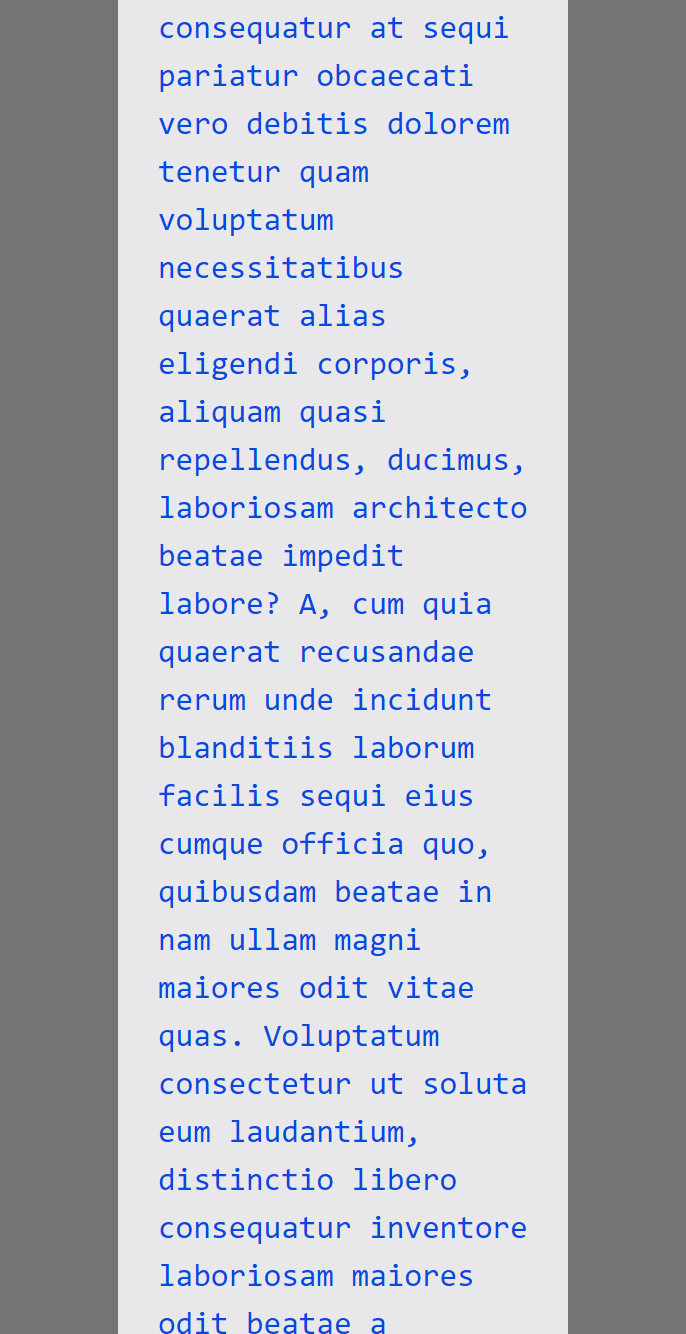 consequatur at sequi
pariatur obcaecati
vero debitis dolorem
tenetur quam
voluptatum
necessitatibus
quaerat alias
eligendi corporis,
aliquam quasi
repellendus, ducimus,
laboriosam architecto
beatae impedit
labore? A, cum quia
quaerat recusandae
rerum unde incidunt
blanditiis laborum
facilis sequi eius
cumque officia quo,
quibusdam beatae in
nam ullam magni
maiores odit vitae
quas. Voluptatum
consectetur ut soluta
eum laudantium,
distinctio libero
consequatur inventore
laboriosam maiores
odit beatae a